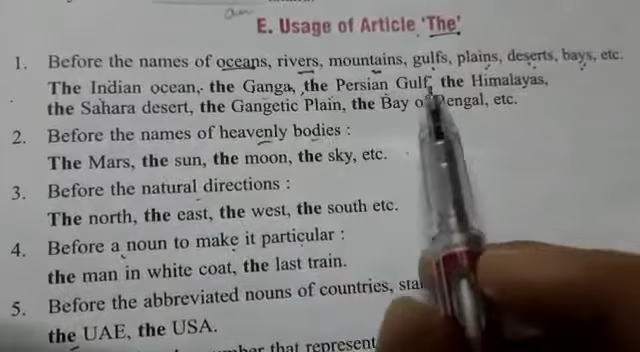 an
E. Usage of Article 'The'
1. Before the names of oceans, rivers, mountains, gulfs, plains, deserts, bays, etc.
The Indian ocean, the Ganga, the Persian Gulf, the Himalayas,
the Sahara desert, the Gangetic Plain, the Bay of Bengal, etc.
2. Before the names of heavenly bodies :
The Mars, the sun, the moon, the sky, etc.
3. Before the natural directions :
The north, the east, the west, the south etc.
4. Before a noun to make it particular :
the man in white coat, the last train.
5. Before the abbreviated nouns of countries,
the UAE, the USA.
that represent